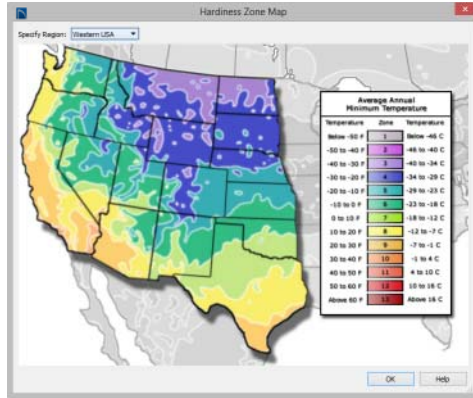 Hardiness Zone Map
Specify Region: Western USA
Average Annual
Minimum Temperature
Temperature Zone Temperature
Below -50 F 1 Below -46 C
-50 to -40 F 2 -46 to -40 C
-40 to -30 F 3 -40 to -34 C
-30 to -20 F 4 -34 to -29 C
-20 to -10 F 5 -29 to -23 C
-10 to 0 F 6 -23 to -18 C
0 to 10 F 7 -18 to -12 C
10 to 20 F 8 -12 to -7 C
20 to 30 F 9 -7 to -1 C
30 to 40 F 10 -1 to 4 C
40 to 50 F 11 4 to 10 C
50 to 60 F 12 10 to 16 C
Above 60 F 13 Above 16 C
OK Help